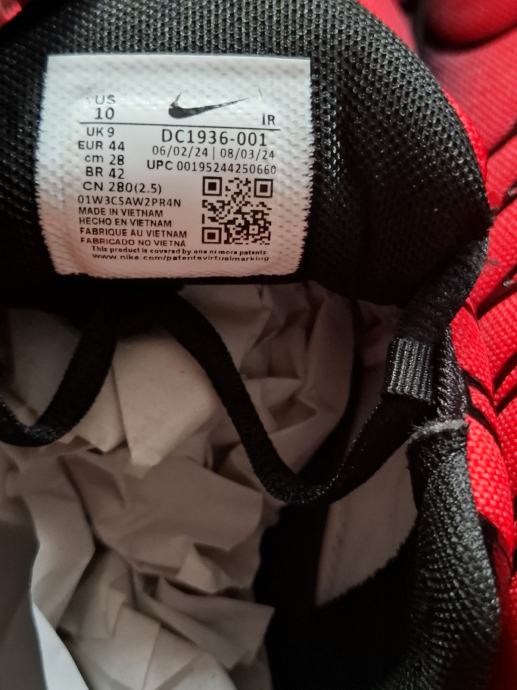 US
10
IR
UK 9
DC1936-001
EUR 44
06/02/24 | 08/03/24
cm 28
UPC 00195244250660
BR 42
CN 280(2.5)
01W3CSAW2PR4N
MADE IN VIETNAM
HECHO EN VIETNAM
FABRIQUE AU VIETNAM
FABRICADO NO VIETNÃ
This product is covered by one or more patents
www.nike.com/patentsvirtualmarking